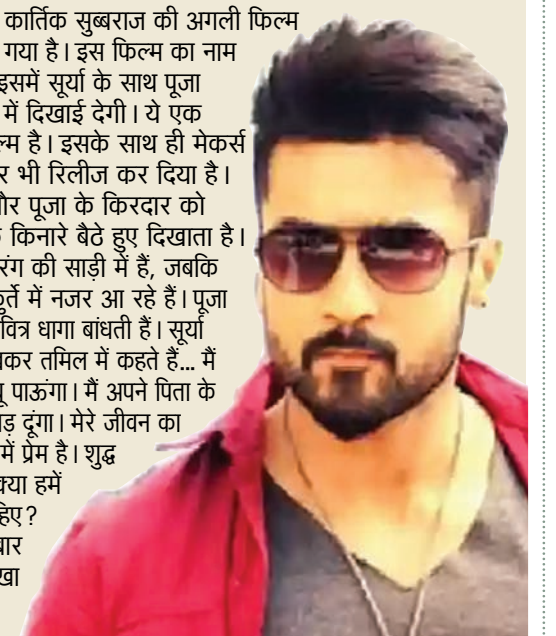 कार्तिक सुब्बराज की अगली फिल्म
गया है। इस फिल्म का नाम
इसमें सूर्या के साथ पूजा
में दिखाई देगी। ये एक
ल्म है। इसके साथ ही मेकर्स
र भी रिलीज कर दिया है।
और पूजा के किरदार को
किनारे बैठे हुए दिखाता है।
रंग की साड़ी में हैं, जबकि
कुर्ते में नजर आ रहे हैं। पूजा
वित्र धागा बांधती हैं। सूर्या
कर तमिल में कहते हैं... मैं
पाऊंगा। मैं अपने पिता के
ड़ दूंगा। मेरे जीवन का
में प्रेम है। शुद्ध
क्या हमें
हिए?
बार
खा